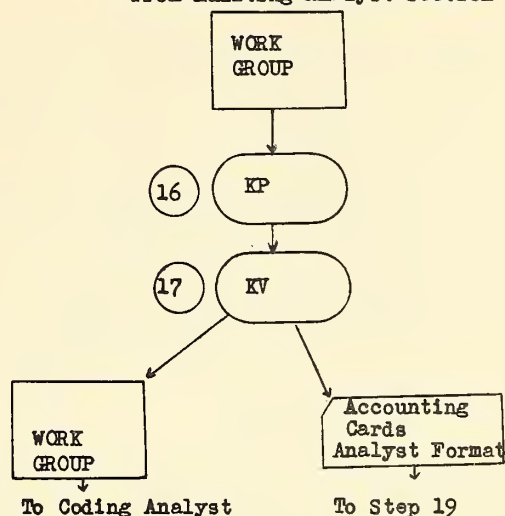 WORK
GROUP
16
KP
17
KV
WORK
GROUP
Accounting
Cards
Analyst Format
To Coding Analyst
To Step 19